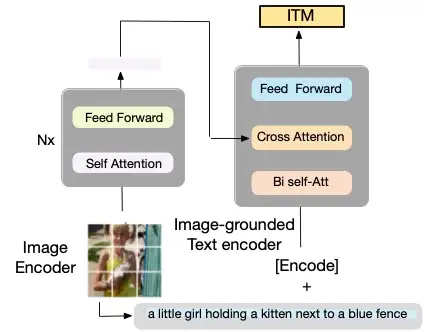 ITM
Feed Forward
Feed Forward
Nx
Cross Attention
Self Attention
Bi self-Att
Image-grounded
Text encoder
Image
Encoder
[Encode]
+
a little girl holding a kitten next to a blue fence